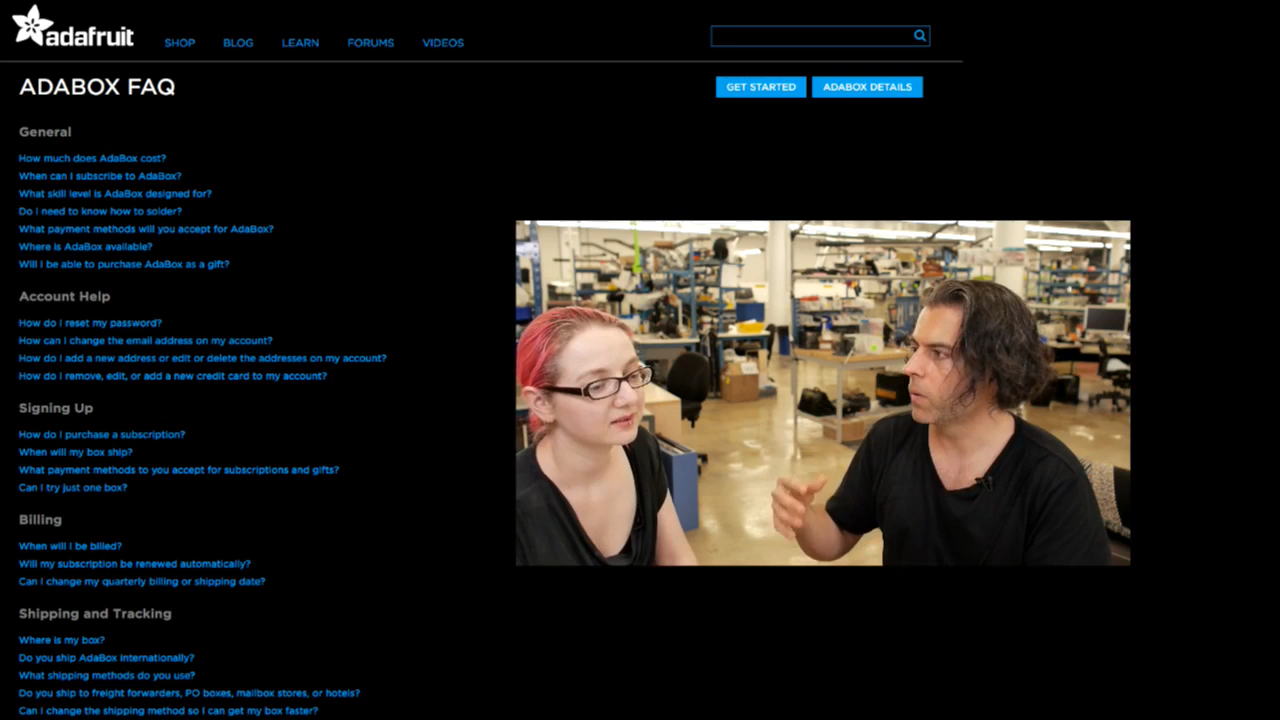 adafruit
SHOP BLOG LEARN FORUMS VIDEOS
ADABOX FAQ
GET STARTED ADABOX DETAILS
General
How much does AdaBox cost?
When can I subscribe to AdaBox?
What skill level is AdaBox designed for?
Do I need to know how to solder?
What payment methods will you accept for AdaBox?
Where is AdaBox available?
Will I be able to purchase AdaBox as a gift?
Account Help
How do I reset my password?
How can I change the email address on my account?
How do I add a new address or edit or delete the addresses on my account?
How do I remove, edit, or add a new credit card to my account?
Signing Up
How do I purchase a subscription?
When will my box ship?
What payment methods to you accept for subscriptions and gifts?
Can I try just one box?
Billing
When will I be billed?
Will my subscription be renewed automatically?
Can I change my quarterly billing or shipping date?
Shipping and Tracking
Where is my box?
Do you ship AdaBox internationally?
What shipping methods do you use?
Do you ship to freight forwarders, PO boxes, mailbox stores, or hotels?
Can I change the shipping method so I can get my box faster?